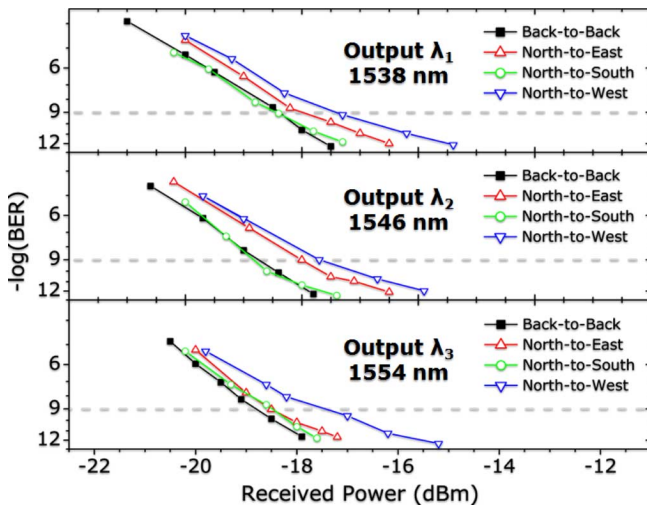 Output λ1
1538 nm
Back-to-Back
North-to-East
North-to-South
North-to-West
6
9
12
Output λ2
1546 nm
Back-to-Back
North-to-East
North-to-South
North-to-West
6
9
12
-log(BER)
Output λ3
1554 nm
Back-to-Back
North-to-East
North-to-South
North-to-West
6
9
12
-22 -20 -18 -16 -14 -12
Received Power (dBm)